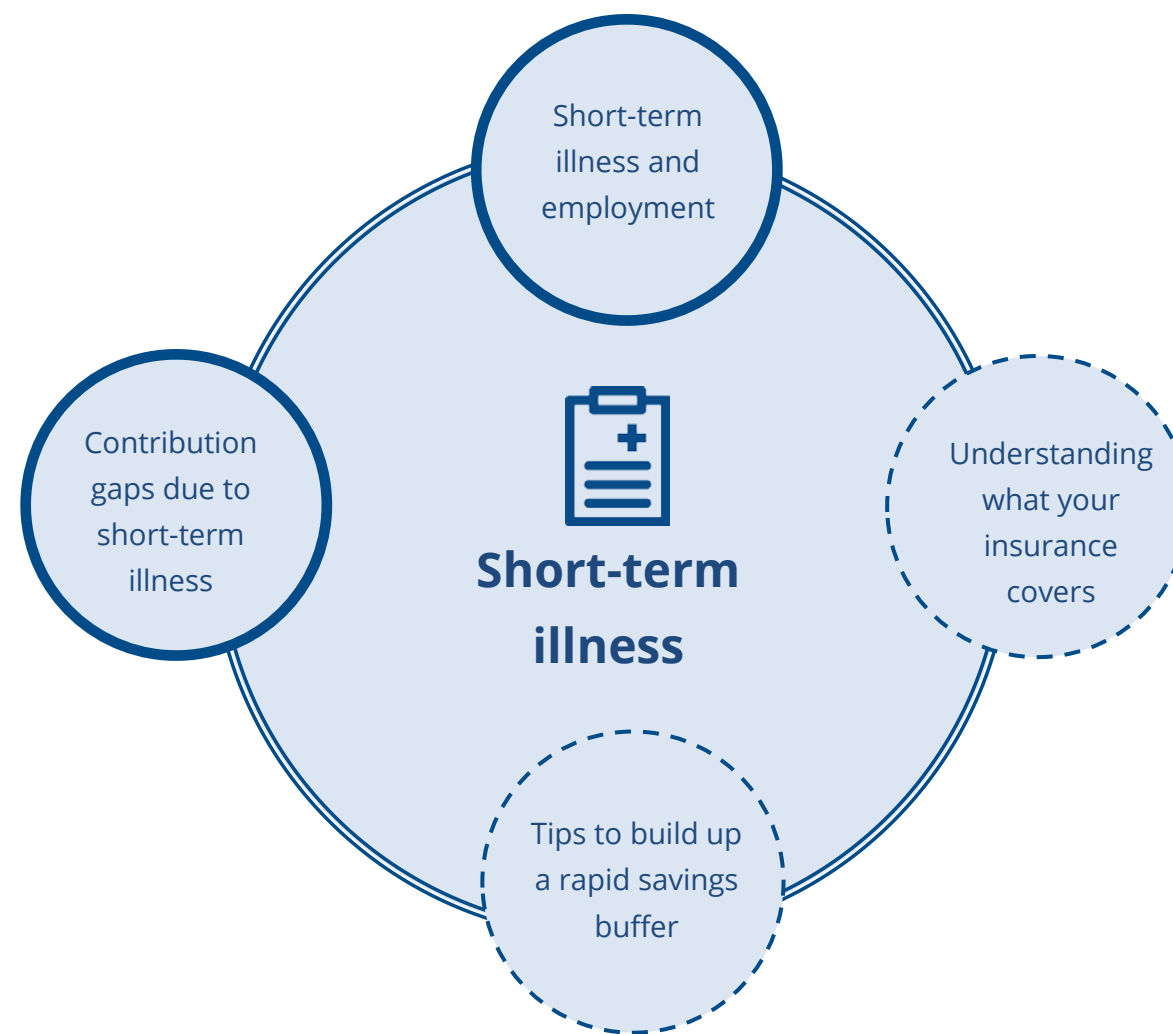 Short-term
illness and
employment
Contribution
gaps due to
short-term
illness
Understanding
what your
insurance
covers
Short-term
illness
Tips to build up
a rapid savings
buffer